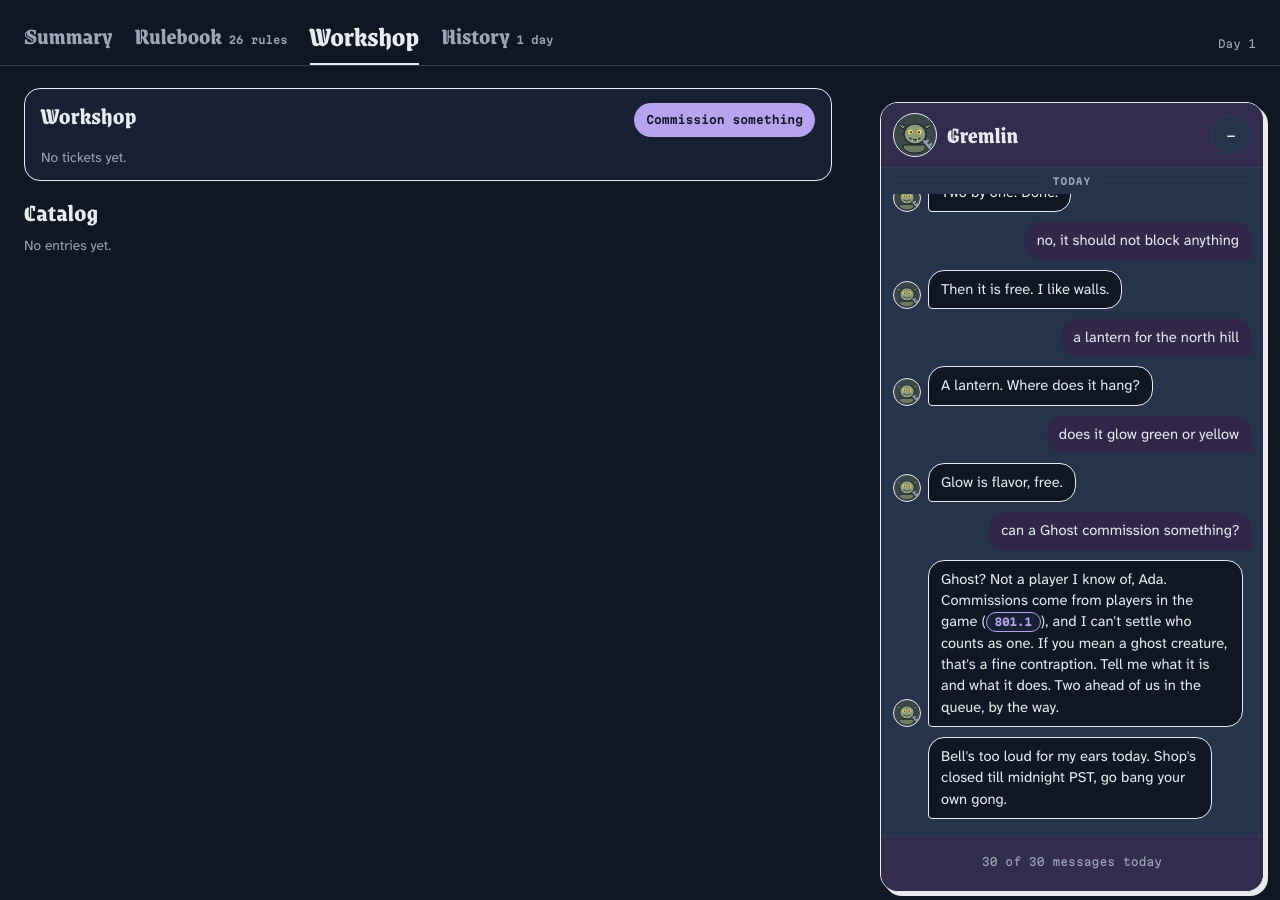 Summary
Rulebook 26 rules
Workshop
History 1 day
Day 1
Workshop
Commission something
No tickets yet.
Catalog
No entries yet.
Gremlin
–
TODAY
Two by one. Done.
no, it should not block anything
Then it is free. I like walls.
a lantern for the north hill
A lantern. Where does it hang?
does it glow green or yellow
Glow is flavor, free.
can a Ghost commission something?
Ghost? Not a player I know of, Ada.
Commissions come from players in the
game (801.1), and I can't settle who
counts as one. If you mean a ghost creature,
that's a fine contraption. Tell me what it is
and what it does. Two ahead of us in the
queue, by the way.
Bell's too loud for my ears today. Shop's
closed till midnight PST, go bang your
own gong.
30 of 30 messages today